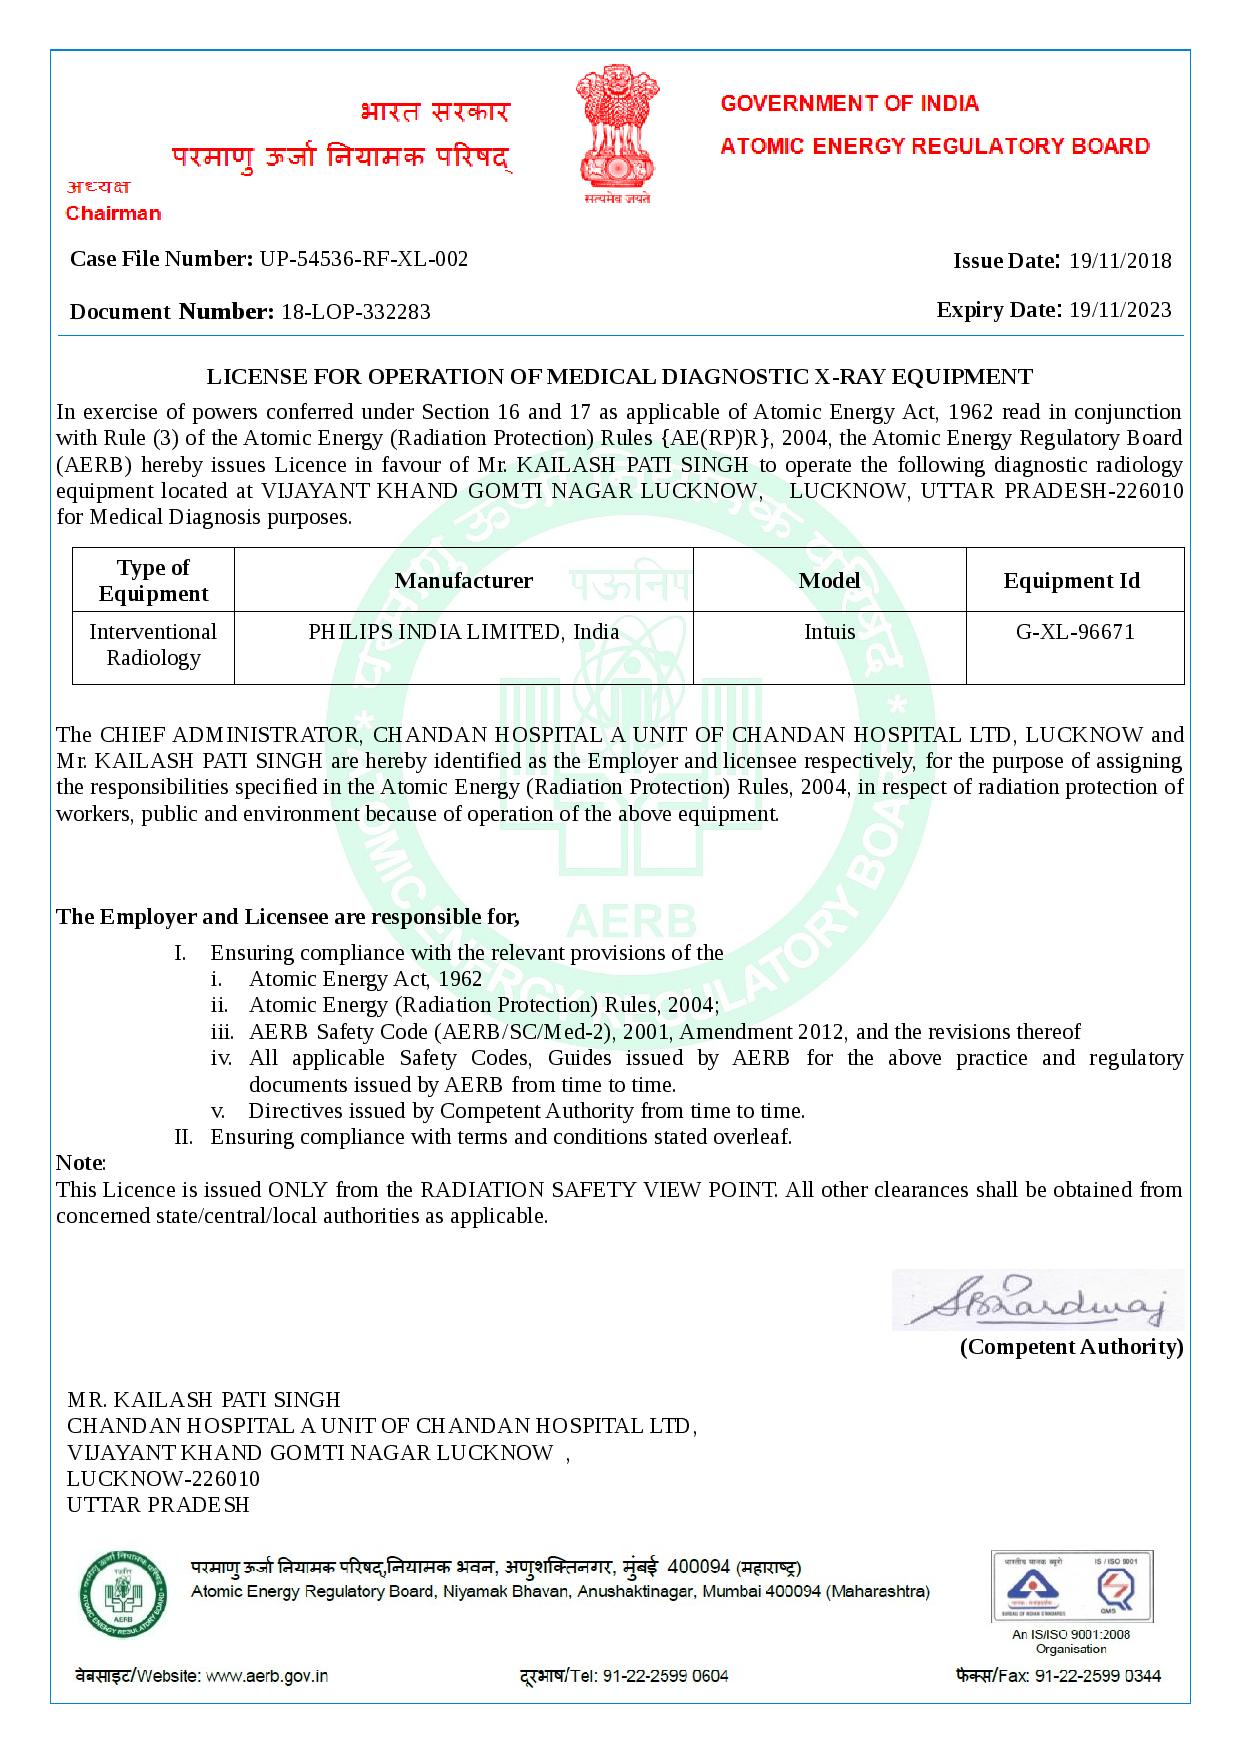 भारत सरकार
परमाणु ऊर्जा नियामक परिषद्
सत्यमेव जयते
GOVERNMENT OF INDIA
ATOMIC ENERGY REGULATORY BOARD
अध्यक्ष
Chairman
Case File Number: UP-54536-RF-XL-002
Issue Date: 19/11/2018
Document Number: 18-LOP-332283
Expiry Date: 19/11/2023
LICENSE FOR OPERATION OF MEDICAL DIAGNOSTIC X-RAY EQUIPMENT
In exercise of powers conferred under Section 16 and 17 as applicable of Atomic Energy Act, 1962 read in conjunction
with Rule (3) of the Atomic Energy (Radiation Protection) Rules {AE(RP)R}, 2004, the Atomic Energy Regulatory Board
(AERB) hereby issues Licence in favour of Mr. KAILASH PATI SINGH to operate the following diagnostic radiology
equipment located at VIJAYANT KHAND GOMTI NAGAR LUCKNOW, LUCKNOW, UTTAR PRADESH-226010
for Medical Diagnosis purposes.
Type of Equipment Manufacturer Model Equipment Id
Interventional Radiology PHILIPS INDIA LIMITED, India Intuis G-XL-96671
The CHIEF ADMINISTRATOR, CHANDAN HOSPITAL A UNIT OF CHANDAN HOSPITAL LTD, LUCKNOW and
Mr. KAILASH PATI SINGH are hereby identified as the Employer and licensee respectively, for the purpose of assigning
the responsibilities specified in the Atomic Energy (Radiation Protection) Rules, 2004, in respect of radiation protection of
workers, public and environment because of operation of the above equipment.
The Employer and Licensee are responsible for,
I. Ensuring compliance with the relevant provisions of the
i. Atomic Energy Act, 1962
ii. Atomic Energy (Radiation Protection) Rules, 2004;
iii. AERB Safety Code (AERB/SC/Med-2), 2001, Amendment 2012, and the revisions thereof
iv. All applicable Safety Codes, Guides issued by AERB for the above practice and regulatory
documents issued by AERB from time to time.
v. Directives issued by Competent Authority from time to time.
II. Ensuring compliance with terms and conditions stated overleaf.
Note:
This Licence is issued ONLY from the RADIATION SAFETY VIEW POINT. All other clearances shall be obtained from
concerned state/central/local authorities as applicable.
(Competent Authority)
MR. KAILASH PATI SINGH
CHANDAN HOSPITAL A UNIT OF CHANDAN HOSPITAL LTD,
VIJAYANT KHAND GOMTI NAGAR LUCKNOW ,
LUCKNOW-226010
UTTAR PRADESH
परमाणु ऊर्जा नियामक परिषद,नियामक भवन, अणुशक्तिनगर, मुंबई 400094 (महाराष्ट्र)
Atomic Energy Regulatory Board, Niyamak Bhavan, Anushaktinagar, Mumbai 400094 (Maharashtra)
भारतीय मानक ब्यूरो
IS / ISO 9001
BUREAU OF INDIAN STANDARDS
QMS
An IS/ISO 9001:2008
Organisation
वेबसाइट/Website: www.aerb.gov.in
दूरभाष/Tel: 91-22-2599 0604
फैक्स/Fax: 91-22-2599 0344
परमाणु ऊर्जा नियामक परिषद
पऊनिप
AERB
ATOMIC ENERGY REGULATORY BOARD